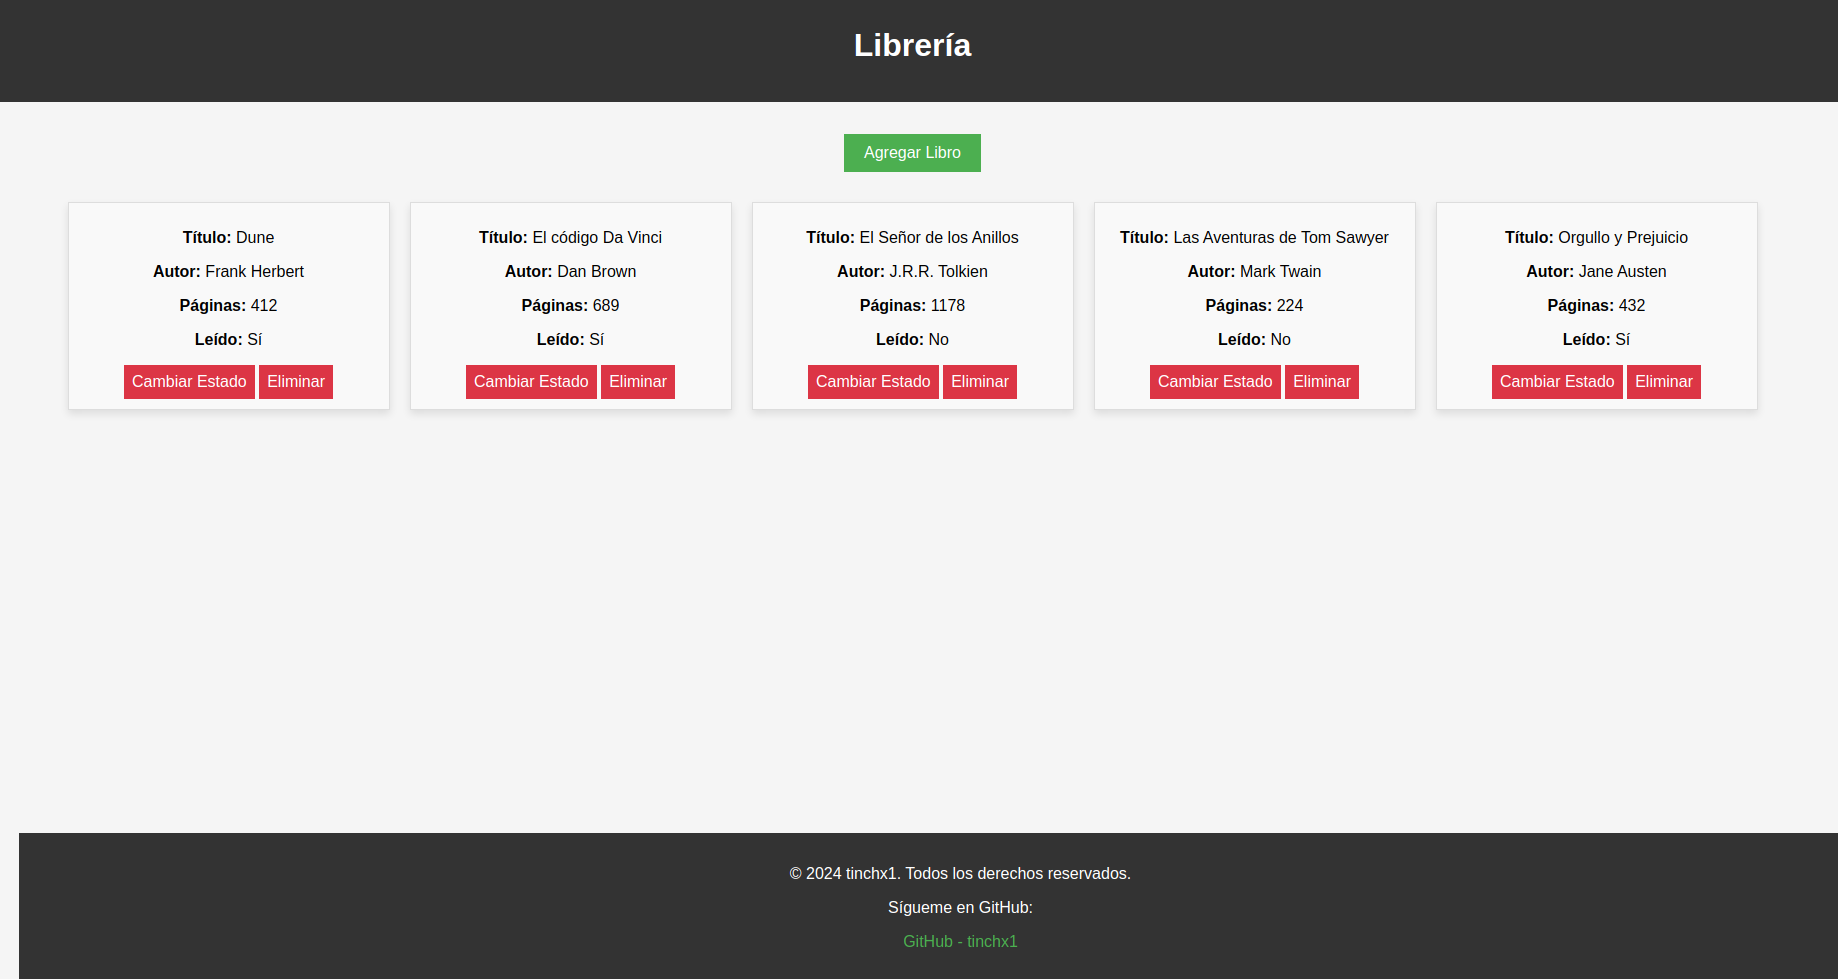 Librería
Agregar Libro
Título: Dune
Autor: Frank Herbert
Páginas: 412
Leído: Sí
Cambiar Estado Eliminar
Título: El código Da Vinci
Autor: Dan Brown
Páginas: 689
Leído: Sí
Cambiar Estado Eliminar
Título: El Señor de los Anillos
Autor: J.R.R. Tolkien
Páginas: 1178
Leído: No
Cambiar Estado Eliminar
Título: Las Aventuras de Tom Sawyer
Autor: Mark Twain
Páginas: 224
Leído: No
Cambiar Estado Eliminar
Título: Orgullo y Prejuicio
Autor: Jane Austen
Páginas: 432
Leído: Sí
Cambiar Estado Eliminar
© 2024 tinchx1. Todos los derechos reservados.
Sígueme en GitHub:
GitHub - tinchx1